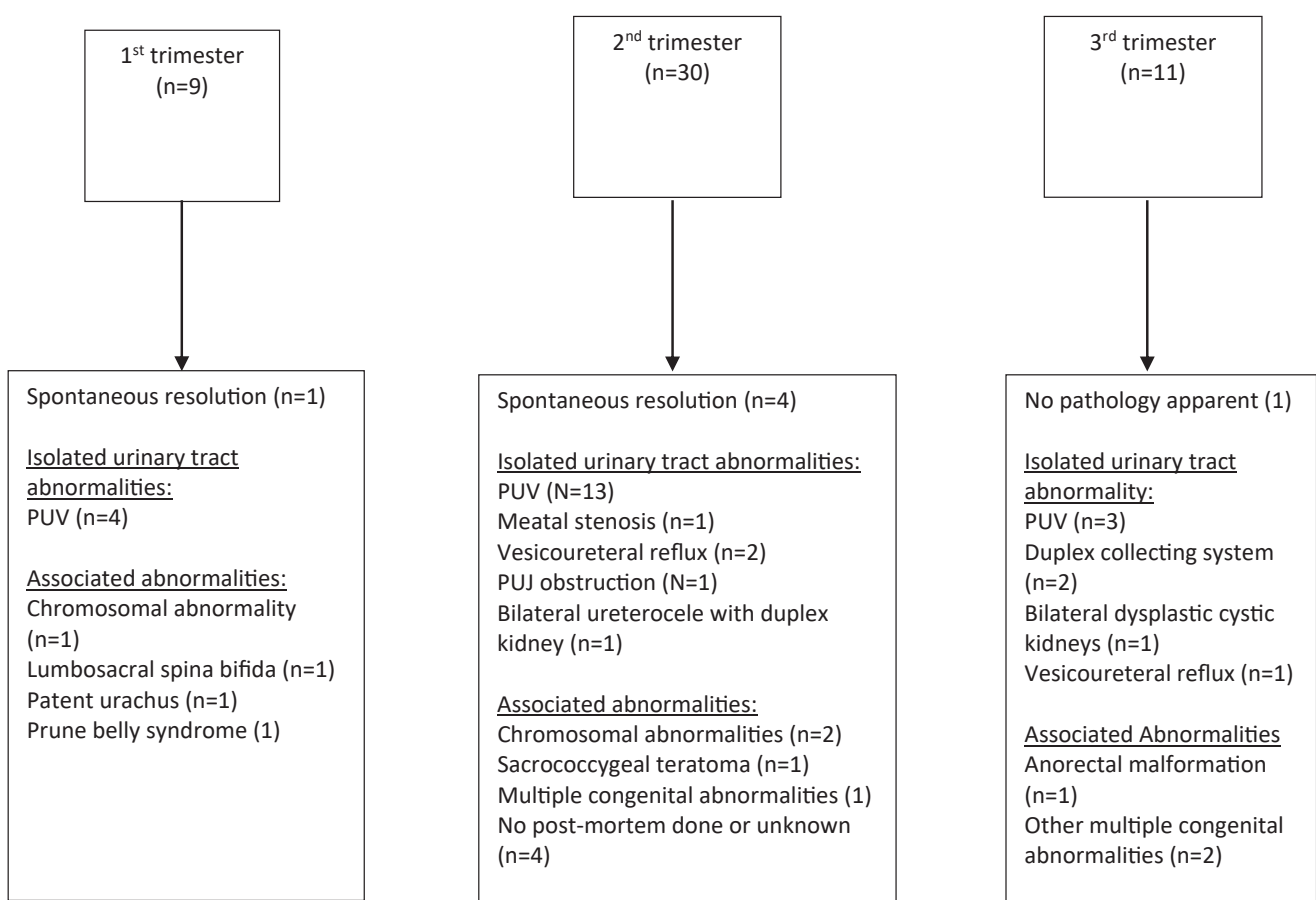 1st trimester
(n=9)
2nd trimester
(n=30)
3rd trimester
(n=11)
Spontaneous resolution (n=1)
Isolated urinary tract
abnormalities:
PUV (n=4)
Associated abnormalities:
Chromosomal abnormality
(n=1)
Lumbosacral spina bifida (n=1)
Patent urachus (n=1)
Prune belly syndrome (1)
Spontaneous resolution (n=4)
Isolated urinary tract abnormalities:
PUV (N=13)
Meatal stenosis (n=1)
Vesicoureteral reflux (n=2)
PUJ obstruction (N=1)
Bilateral ureterocele with duplex
kidney (n=1)
Associated abnormalities:
Chromosomal abnormalities (n=2)
Sacrococcygeal teratoma (n=1)
Multiple congenital abnormalities (1)
No post-mortem done or unknown
(n=4)
No pathology apparent (1)
Isolated urinary tract
abnormality:
PUV (n=3)
Duplex collecting system
(n=2)
Bilateral dysplastic cystic
kidneys (n=1)
Vesicoureteral reflux (n=1)
Associated Abnormalities
Anorectal malformation
(n=1)
Other multiple congenital
abnormalities (n=2)